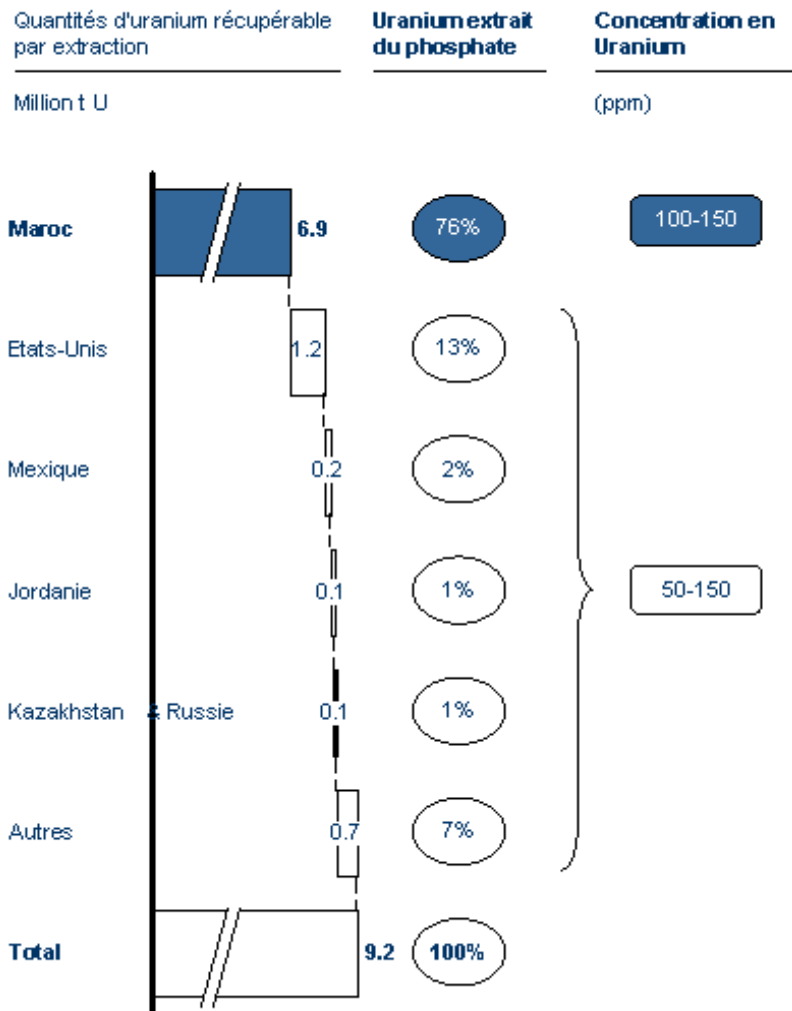 Quantités d'uranium récupérable
par extraction
Uranium extrait
du phosphate
Concentration en
Uranium
Million t U
(ppm)
Maroc 6.9 76% 100-150
Etats-Unis 1.2 13%
Mexique 0.2 2%
Jordanie 0.1 1% 50-150
Kazakhstan & Russie 0.1 1%
Autres 0.7 7%
Total 9.2 100%